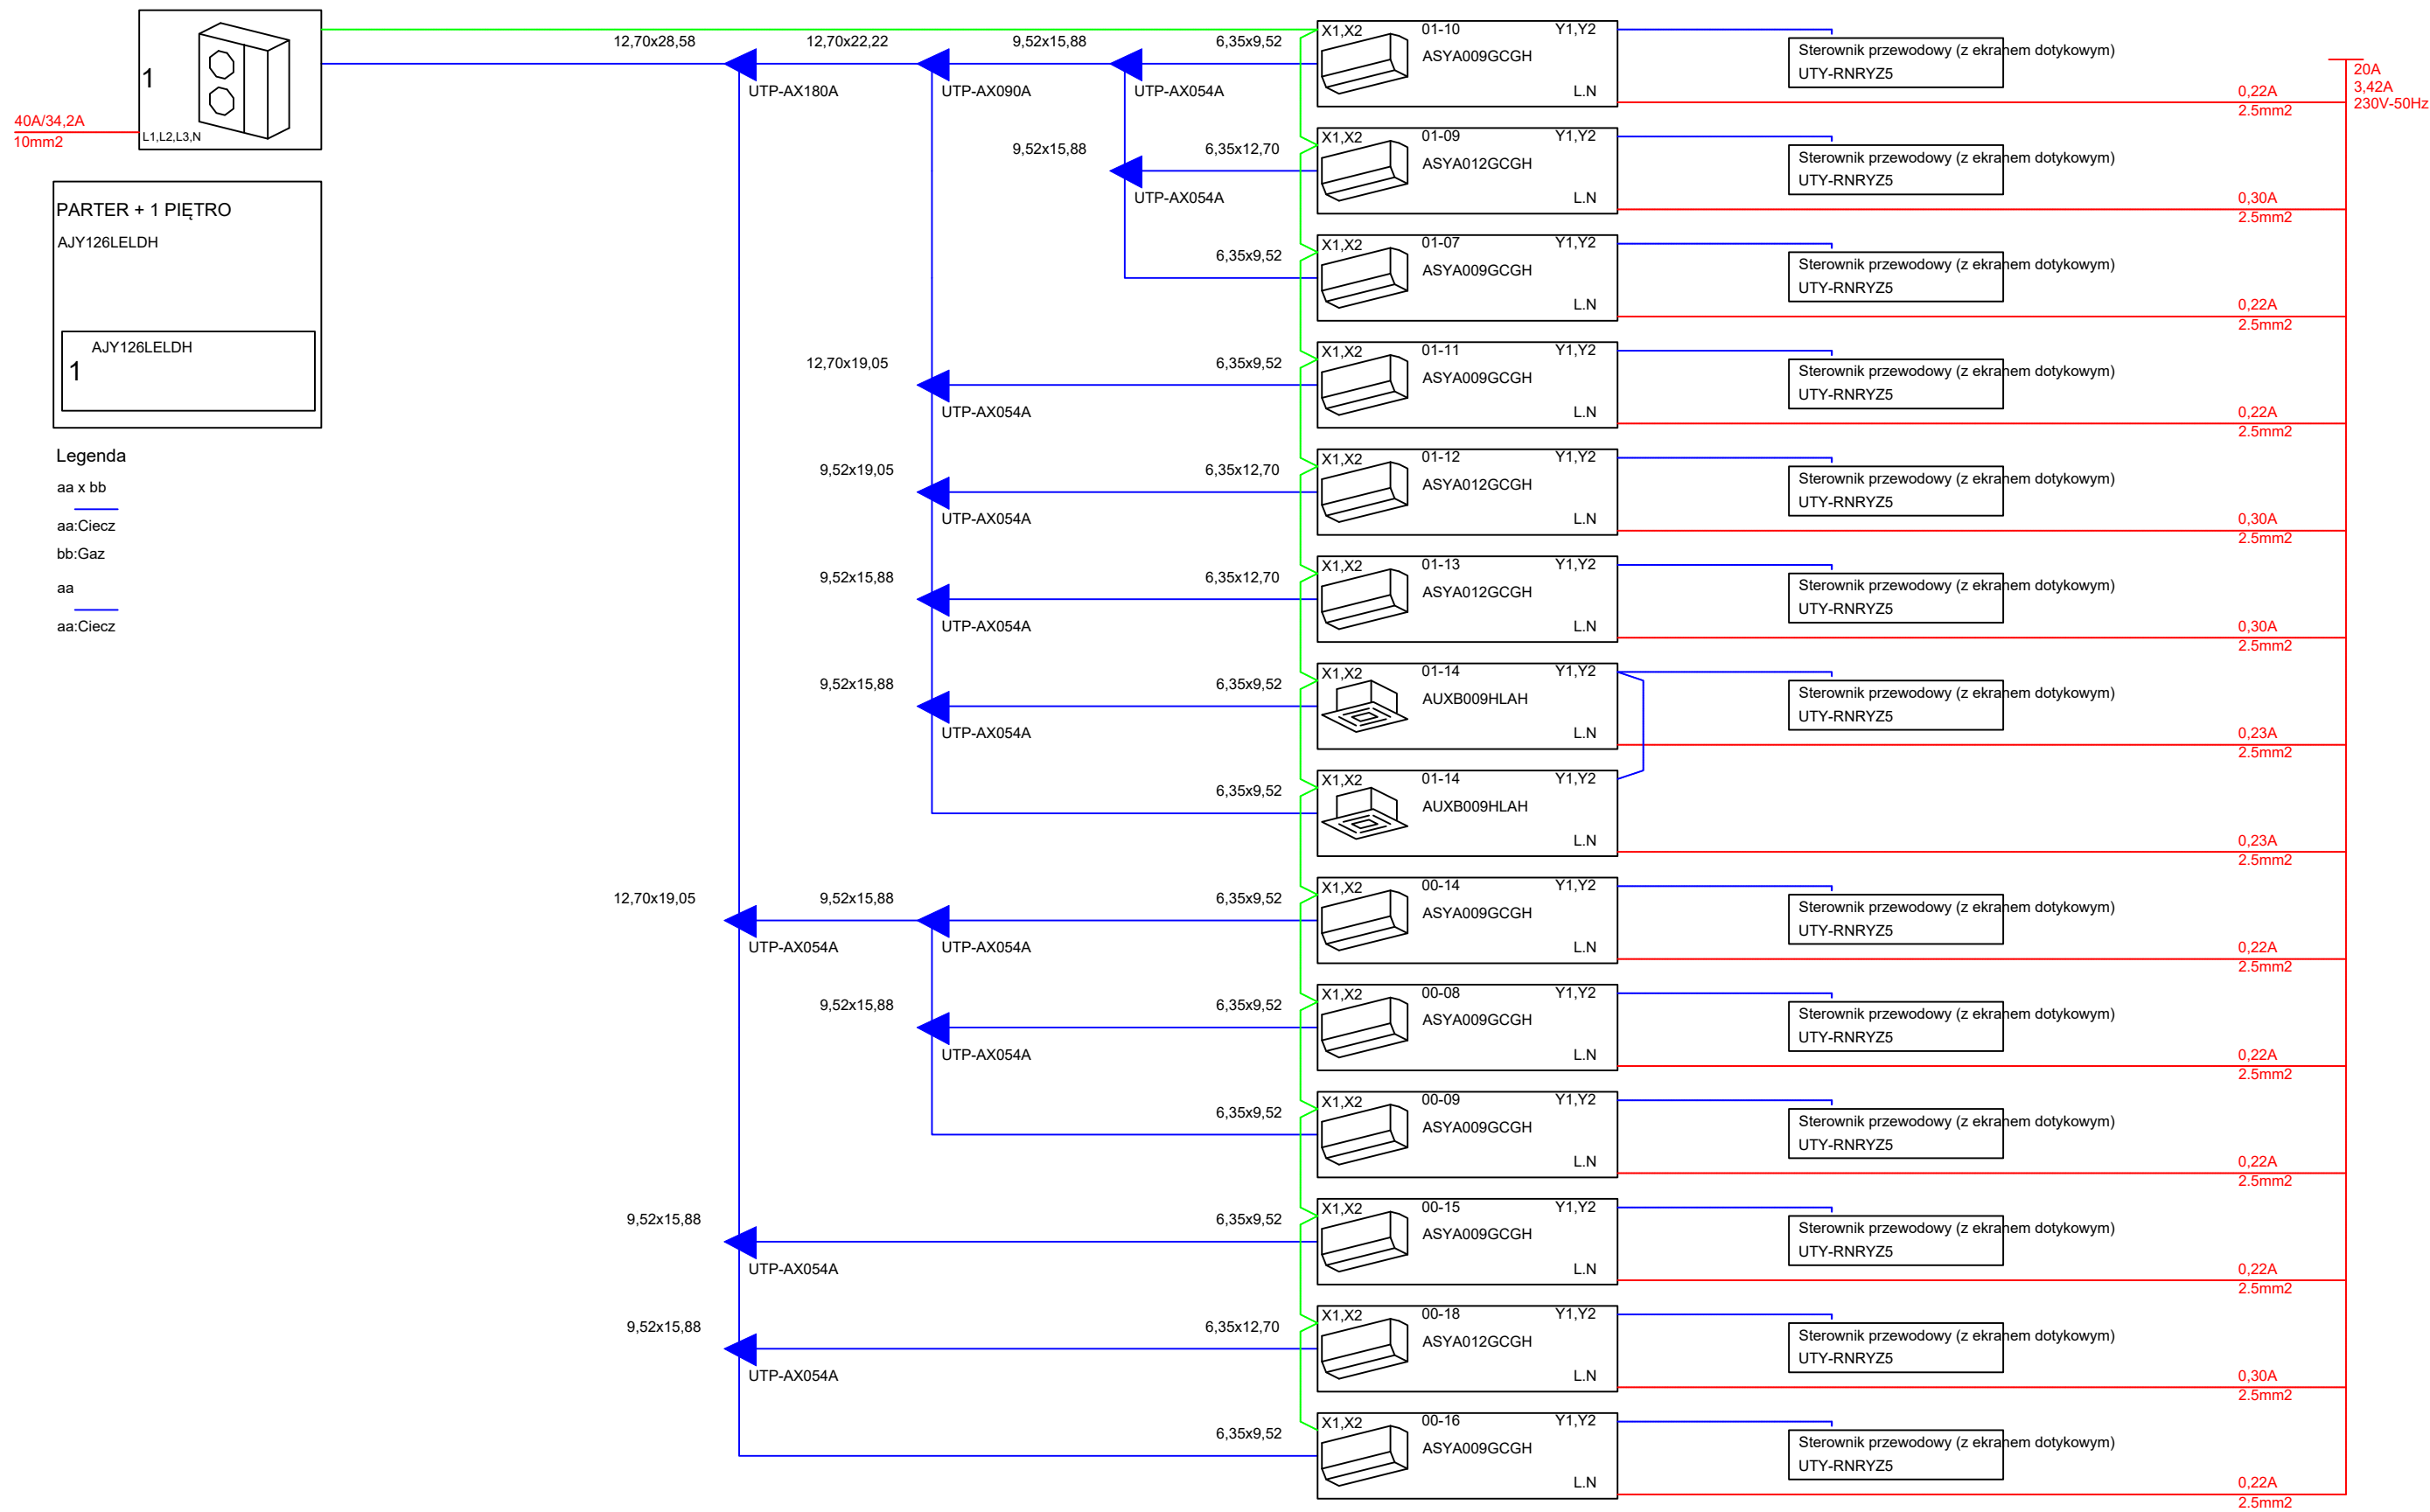 1
L1,L2,L3,N
40A/34,2A
10mm2
PARTER + 1 PIĘTRO
AJY126LELDH
AJY126LELDH
1
Legenda
aa x bb
aa:Ciecz
bb:Gaz
aa
aa:Ciecz
12,70x28,58
UTP-AX180A
12,70x22,22
UTP-AX090A
9,52x15,88
UTP-AX054A
6,35x9,52
X1,X2
01-10
Y1,Y2
ASYA009GCGH
L.N
Sterownik przewodowy (z ekranem dotykowym)
UTY-RNRYZ5
0,22A
2.5mm2
20A
3,42A
230V-50Hz
9,52x15,88
UTP-AX054A
6,35x12,70
X1,X2
01-09
Y1,Y2
ASYA012GCGH
L.N
Sterownik przewodowy (z ekranem dotykowym)
UTY-RNRYZ5
0,30A
2.5mm2
6,35x9,52
X1,X2
01-07
Y1,Y2
ASYA009GCGH
L.N
Sterownik przewodowy (z ekranem dotykowym)
UTY-RNRYZ5
0,22A
2.5mm2
12,70x19,05
UTP-AX054A
6,35x9,52
X1,X2
01-11
Y1,Y2
ASYA009GCGH
L.N
Sterownik przewodowy (z ekranem dotykowym)
UTY-RNRYZ5
0,22A
2.5mm2
9,52x19,05
UTP-AX054A
6,35x12,70
X1,X2
01-12
Y1,Y2
ASYA012GCGH
L.N
Sterownik przewodowy (z ekranem dotykowym)
UTY-RNRYZ5
0,30A
2.5mm2
9,52x15,88
UTP-AX054A
6,35x12,70
X1,X2
01-13
Y1,Y2
ASYA012GCGH
L.N
Sterownik przewodowy (z ekranem dotykowym)
UTY-RNRYZ5
0,30A
2.5mm2
9,52x15,88
UTP-AX054A
6,35x9,52
X1,X2
01-14
Y1,Y2
AUXB009HLAH
L.N
Sterownik przewodowy (z ekranem dotykowym)
UTY-RNRYZ5
0,23A
2.5mm2
6,35x9,52
X1,X2
01-14
Y1,Y2
AUXB009HLAH
L.N
0,23A
2.5mm2
12,70x19,05
UTP-AX054A
9,52x15,88
UTP-AX054A
6,35x9,52
X1,X2
00-14
Y1,Y2
ASYA009GCGH
L.N
Sterownik przewodowy (z ekranem dotykowym)
UTY-RNRYZ5
0,22A
2.5mm2
9,52x15,88
UTP-AX054A
6,35x9,52
X1,X2
00-08
Y1,Y2
ASYA009GCGH
L.N
Sterownik przewodowy (z ekranem dotykowym)
UTY-RNRYZ5
0,22A
2.5mm2
6,35x9,52
X1,X2
00-09
Y1,Y2
ASYA009GCGH
L.N
Sterownik przewodowy (z ekranem dotykowym)
UTY-RNRYZ5
0,22A
2.5mm2
9,52x15,88
UTP-AX054A
6,35x9,52
X1,X2
00-15
Y1,Y2
ASYA009GCGH
L.N
Sterownik przewodowy (z ekranem dotykowym)
UTY-RNRYZ5
0,22A
2.5mm2
9,52x15,88
UTP-AX054A
6,35x12,70
X1,X2
00-18
Y1,Y2
ASYA012GCGH
L.N
Sterownik przewodowy (z ekranem dotykowym)
UTY-RNRYZ5
0,30A
2.5mm2
6,35x9,52
X1,X2
00-16
Y1,Y2
ASYA009GCGH
L.N
Sterownik przewodowy (z ekranem dotykowym)
UTY-RNRYZ5
0,22A
2.5mm2